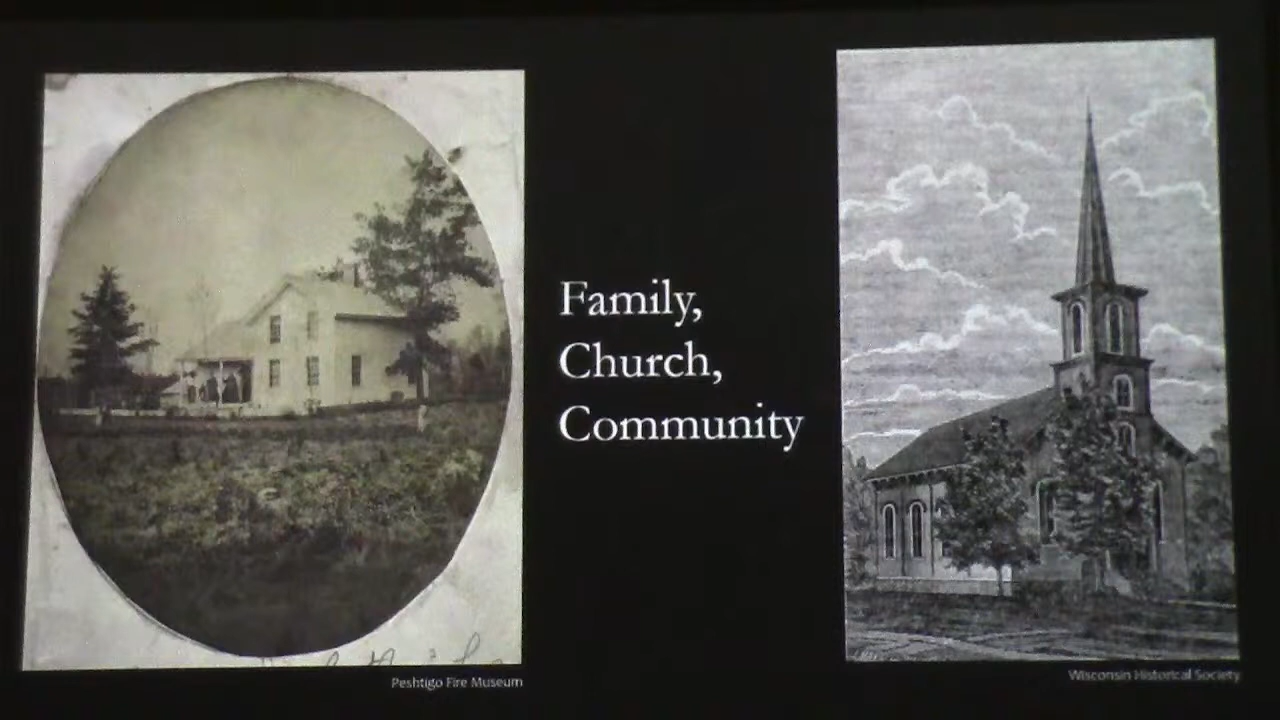 Family,
Church,
Community
Peshtigo Fire Museum
Wisconsin Historical Society